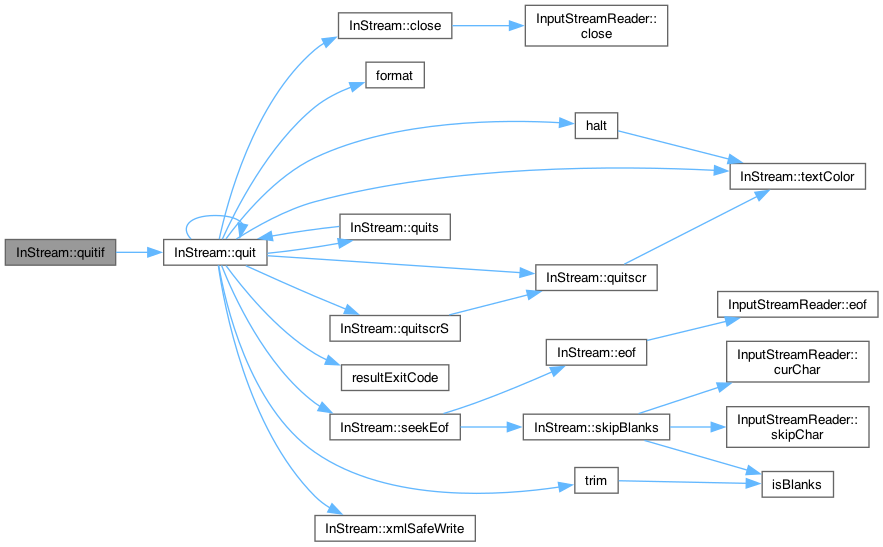 InStream::quitif
InStream::quit
InStream::close
format
halt
InStream::textColor
InStream::quits
InStream::quitscr
InStream::quitscrS
resultExitCode
InStream::seekEof
trim
InStream::xmlSafeWrite
InputStreamReader::
close
InStream::eof
InStream::skipBlanks
InputStreamReader::eof
InputStreamReader::
curChar
InputStreamReader::
skipChar
isBlanks